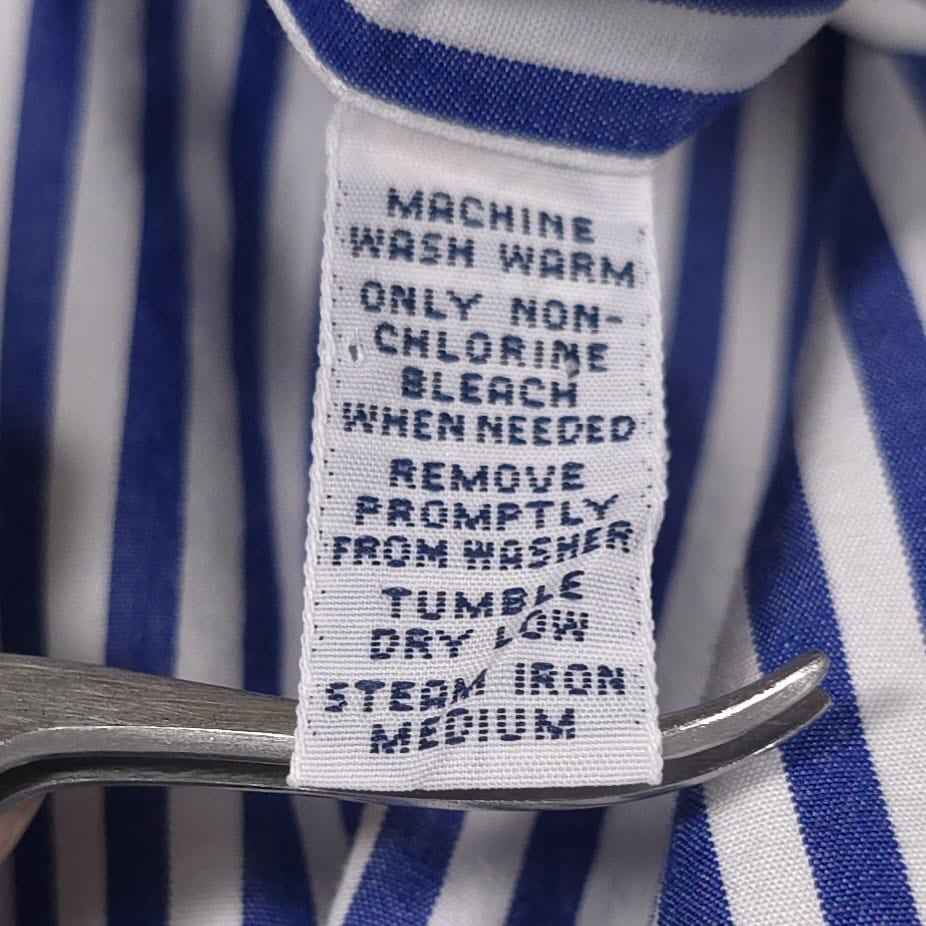 MACHINE
WASH WARM
ONLY NON-
CHLORINE
BLEACH
WHEN NEEDED
REMOVE
PROMPTLY
FROM WASHER
TUMBLE
DRY LOW
STEAM IRON
MEDIUM